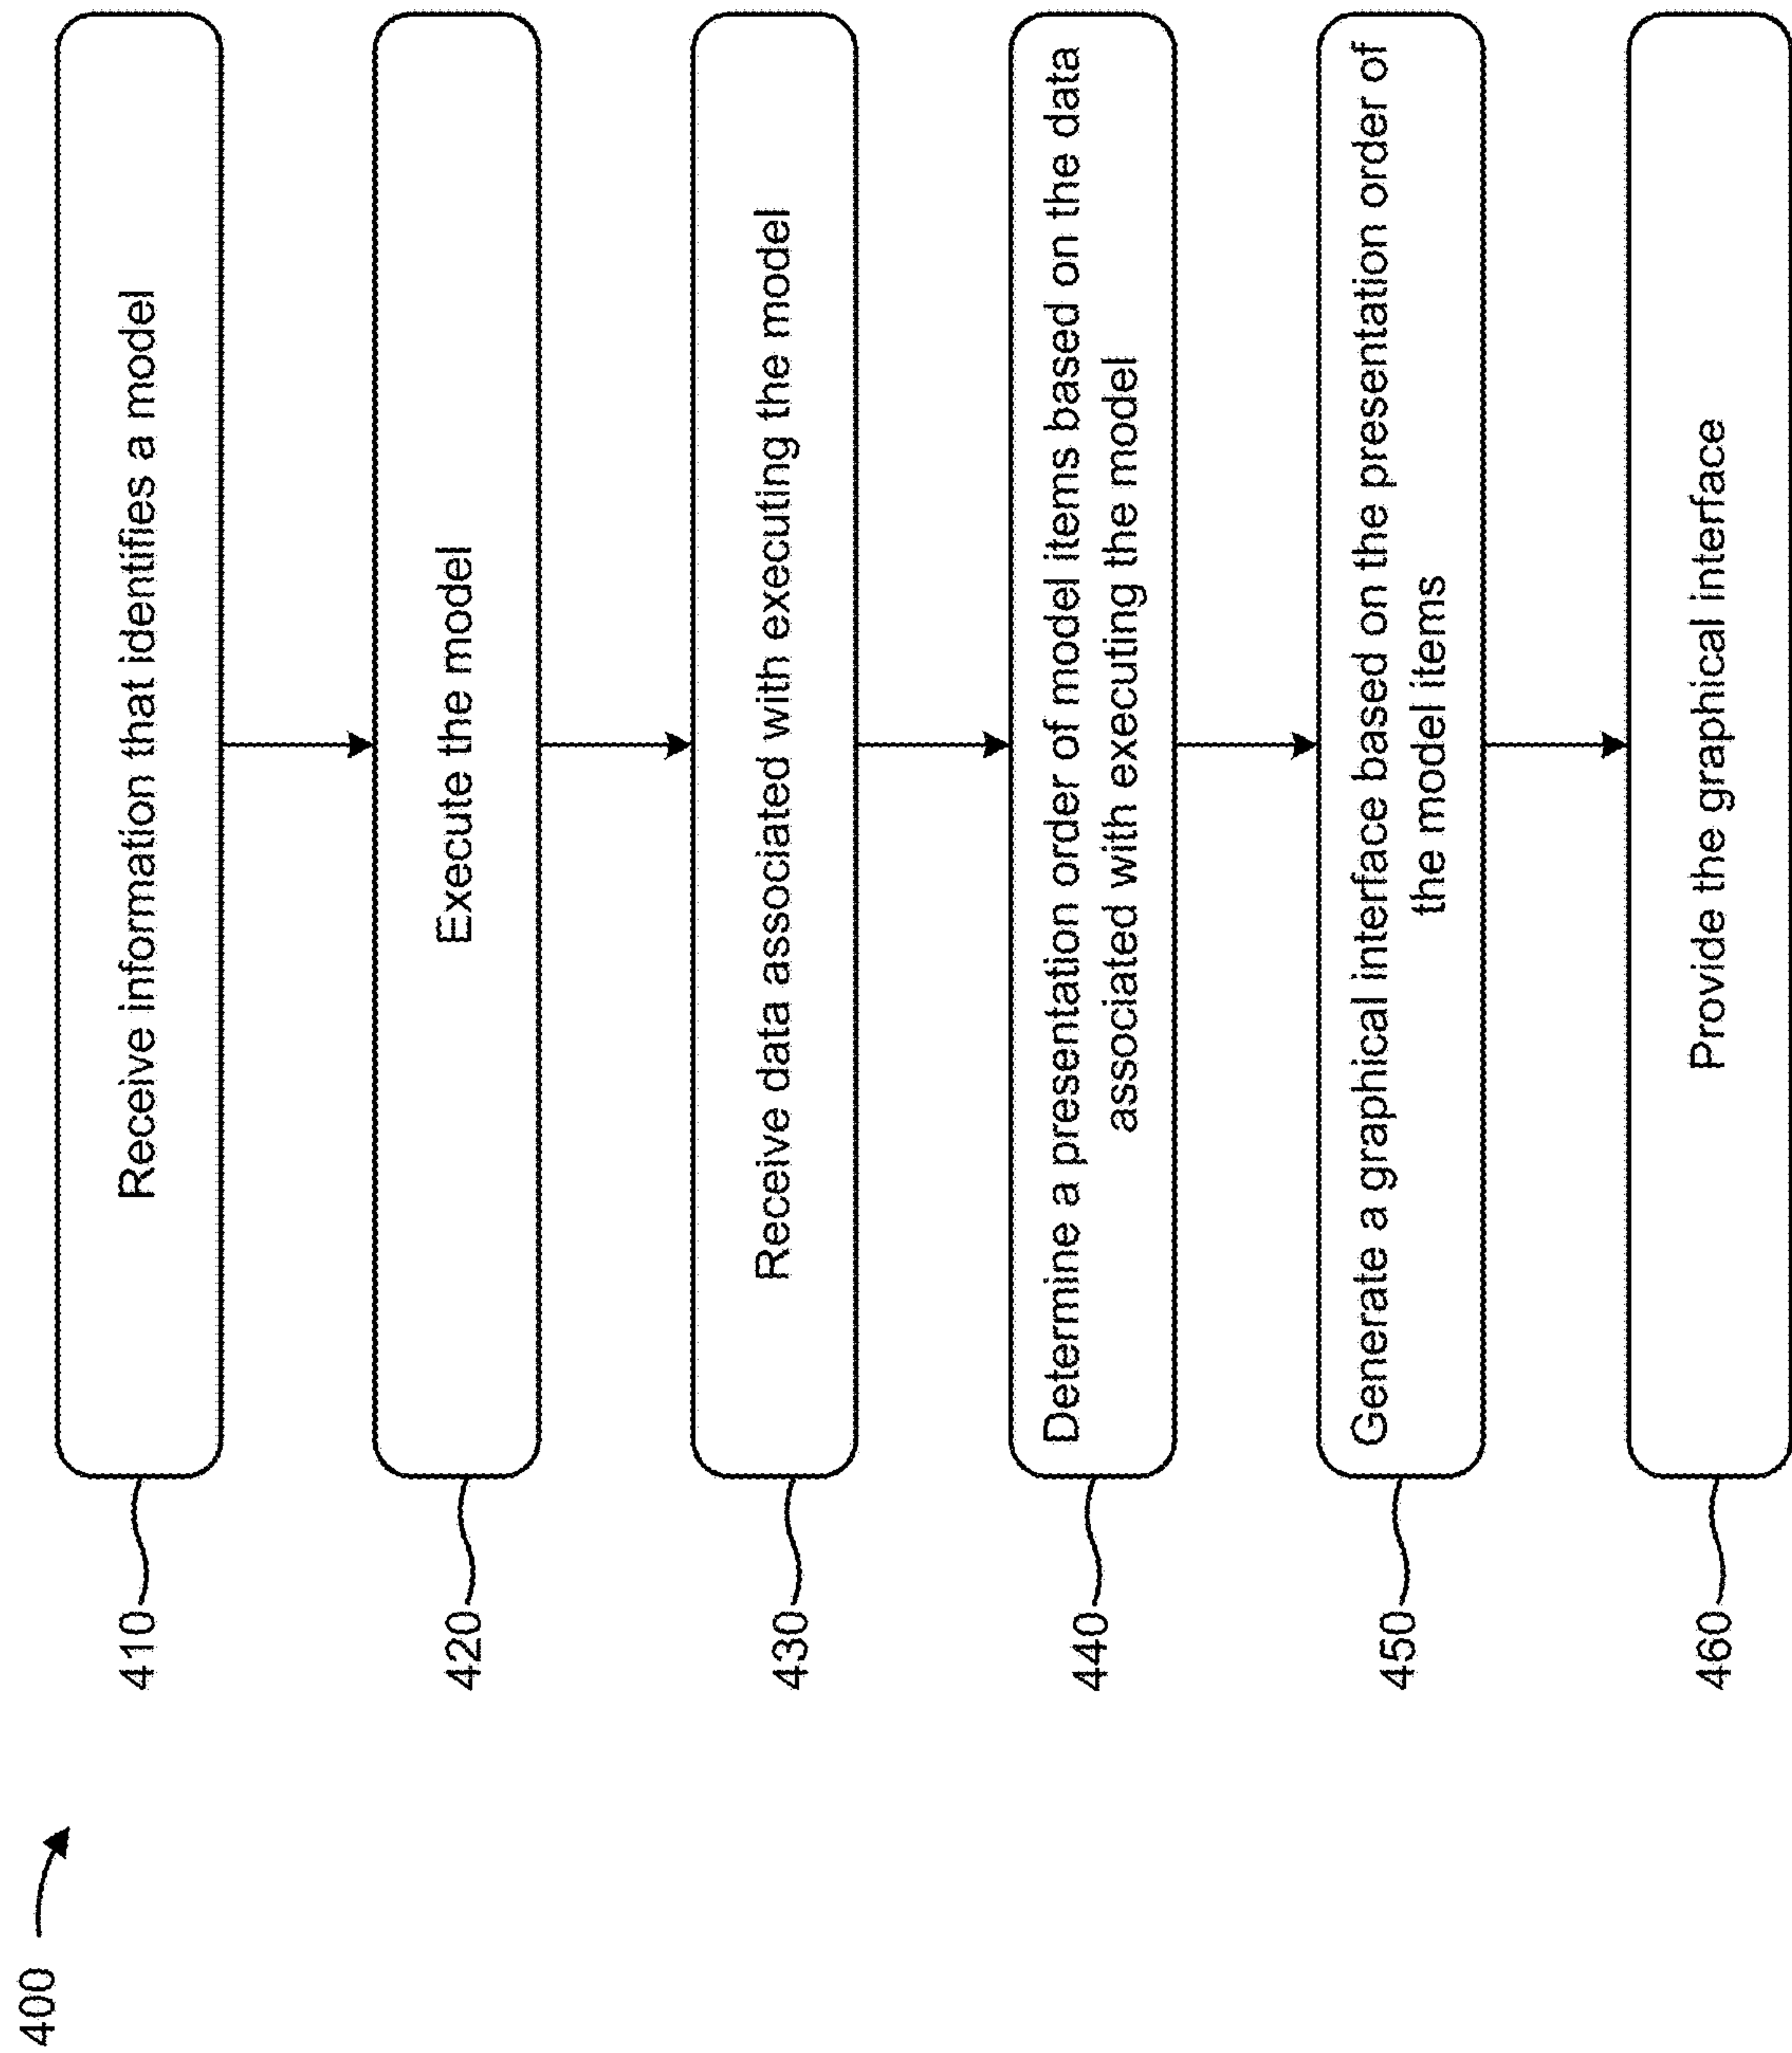 400
410
Receive information that identifies a model
420
Execute the model
430
Receive data associated with executing the model
440
Determine a presentation order of model items based on the data
associated with executing the model
450
Generate a graphical interface based on the presentation order of
the model items
460
Provide the graphical interface